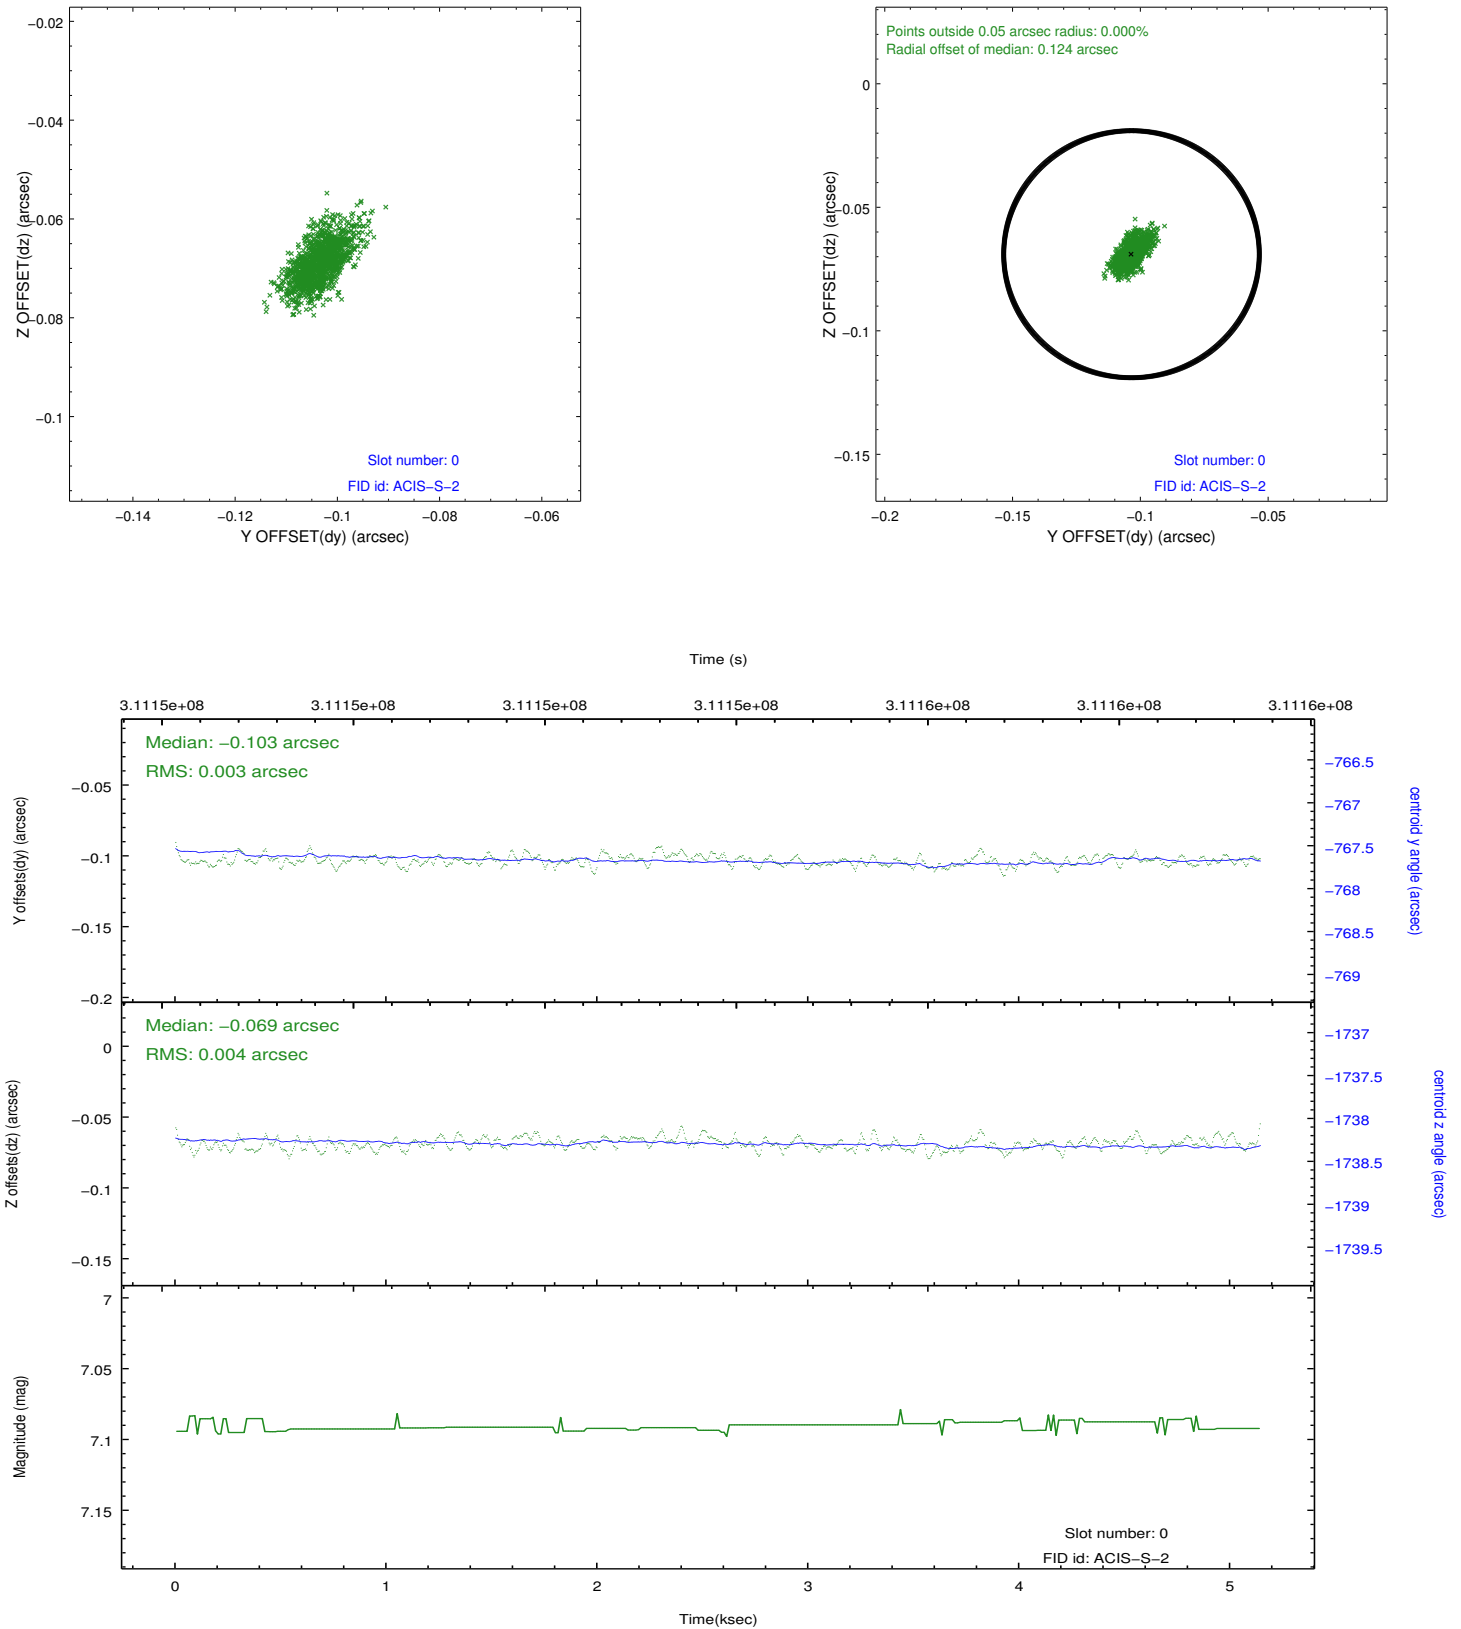 −0.02
−0.04
−0.06
−0.08
−0.1
Z OFFSET(dz) (arcsec)
Slot number: 0
FID id: ACIS−S−2
−0.14
−0.12
−0.1
−0.08
−0.06
Y OFFSET(dy) (arcsec)
Points outside 0.05 arcsec radius: 0.000%
Radial offset of median: 0.124 arcsec
0
−0.05
−0.1
−0.15
Z OFFSET(dz) (arcsec)
Slot number: 0
FID id: ACIS−S−2
−0.2
−0.15
−0.1
−0.05
Y OFFSET(dy) (arcsec)
Time (s)
3.1115e+08
3.1115e+08
3.1115e+08
3.1115e+08
3.1116e+08
3.1116e+08
3.1116e+08
Median: −0.103 arcsec
RMS: 0.003 arcsec
−0.05
−0.1
−0.15
−0.2
Y offsets(dy) (arcsec)
−766.5
−767
−767.5
−768
−768.5
−769
centroid y angle (arcsec)
Median: −0.069 arcsec
RMS: 0.004 arcsec
0
−0.05
−0.1
−0.15
Z offsets(dz) (arcsec)
−1737
−1737.5
−1738
−1738.5
−1739
−1739.5
centroid z angle (arcsec)
7
7.05
7.1
7.15
Magnitude (mag)
Slot number: 0
FID id: ACIS−S−2
0
1
2
3
4
5
Time(ksec)